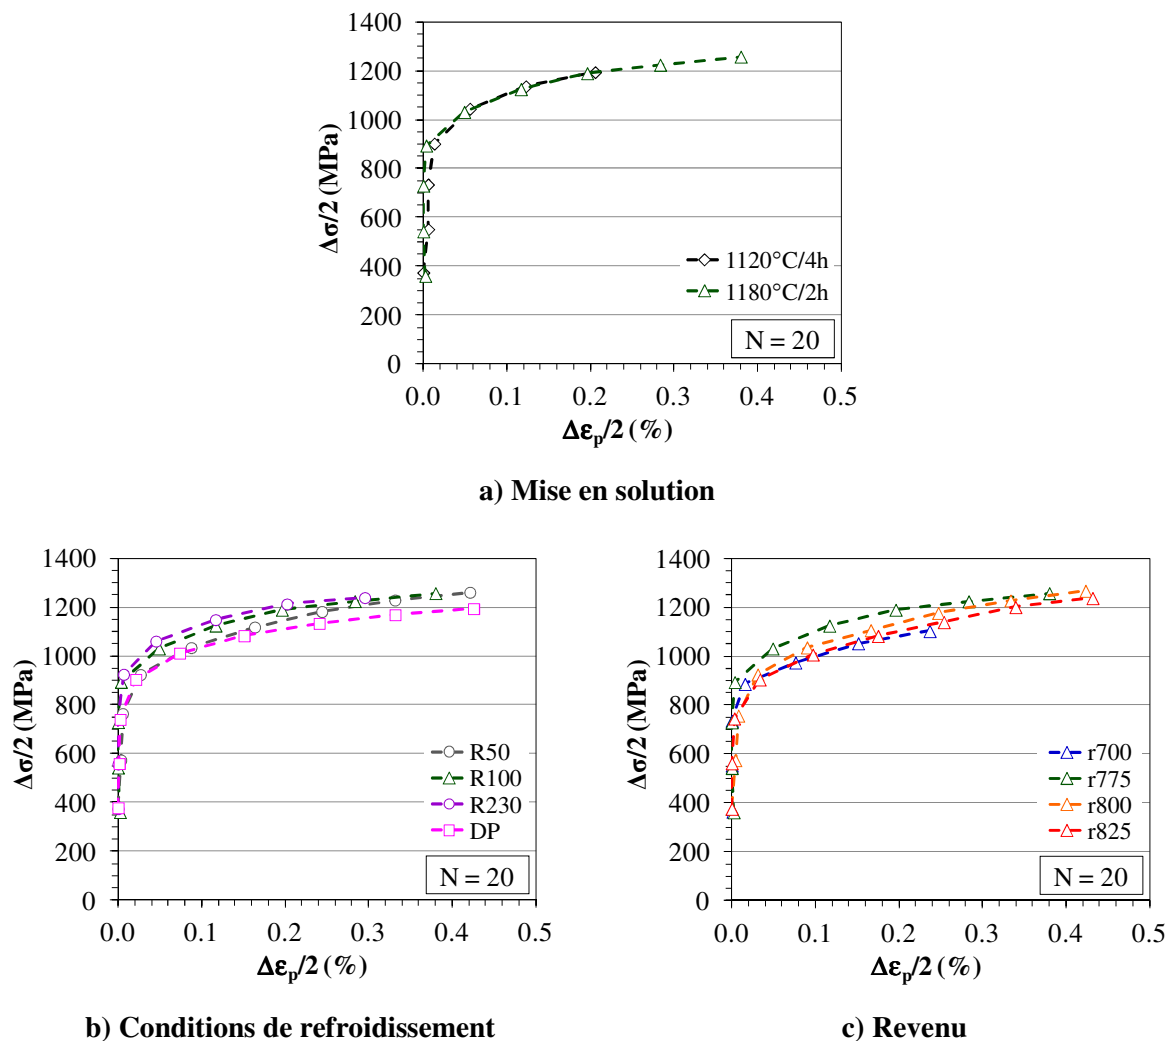 1400
1200
1000
800
600
400
200
0
Δσ/2 (MPa)
1120°C/4h
1180°C/2h
N = 20
0.0 0.1 0.2 0.3 0.4 0.5
Δεp/2 (%)
a) Mise en solution
1400
1200
1000
800
600
400
200
0
Δσ/2 (MPa)
R50
R100
R230
DP
N = 20
0.0 0.1 0.2 0.3 0.4 0.5
Δεp/2 (%)
b) Conditions de refroidissement
1400
1200
1000
800
600
400
200
0
Δσ/2 (MPa)
r700
r775
r800
r825
N = 20
0.0 0.1 0.2 0.3 0.4 0.5
Δεp/2 (%)
c) Revenu